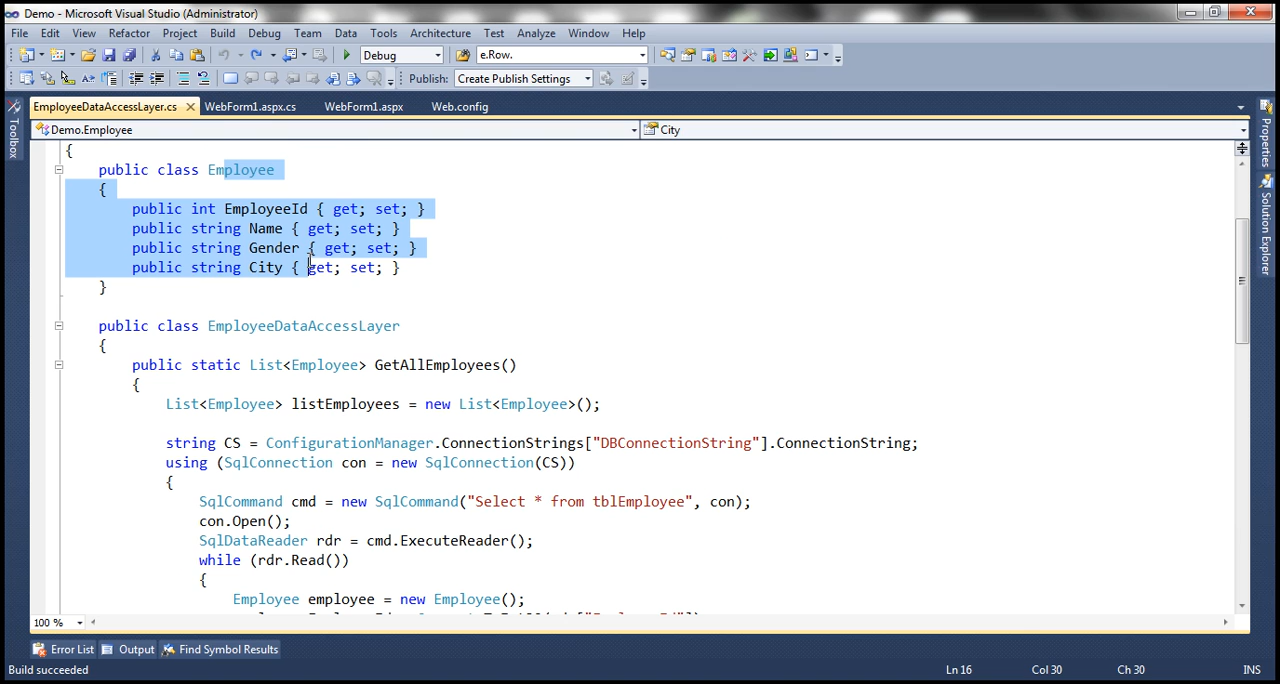 Demo - Microsoft Visual Studio (Administrator)
File Edit View Refactor Project Build Debug Team Data Tools Architecture Test Analyze Window Help
Debug e.Row.
Publish: Create Publish Settings
EmployeeDataAccessLayer.cs WebForm1.aspx.cs WebForm1.aspx Web.config
Demo.Employee City
Toolbox
Properties
Solution Explorer
{
public class Employee
{
public int EmployeeId { get; set; }
public string Name { get; set; }
public string Gender { get; set; }
public string City { get; set; }
}
public class EmployeeDataAccessLayer
{
public static List<Employee> GetAllEmployees()
{
List<Employee> listEmployees = new List<Employee>();
string CS = ConfigurationManager.ConnectionStrings["DBConnectionString"].ConnectionString;
using (SqlConnection con = new SqlConnection(CS))
{
SqlCommand cmd = new SqlCommand("Select * from tblEmployee", con);
con.Open();
SqlDataReader rdr = cmd.ExecuteReader();
while (rdr.Read())
{
Employee employee = new Employee();
100 %
Error List Output Find Symbol Results
Build succeeded Ln 16 Col 30 Ch 30 INS